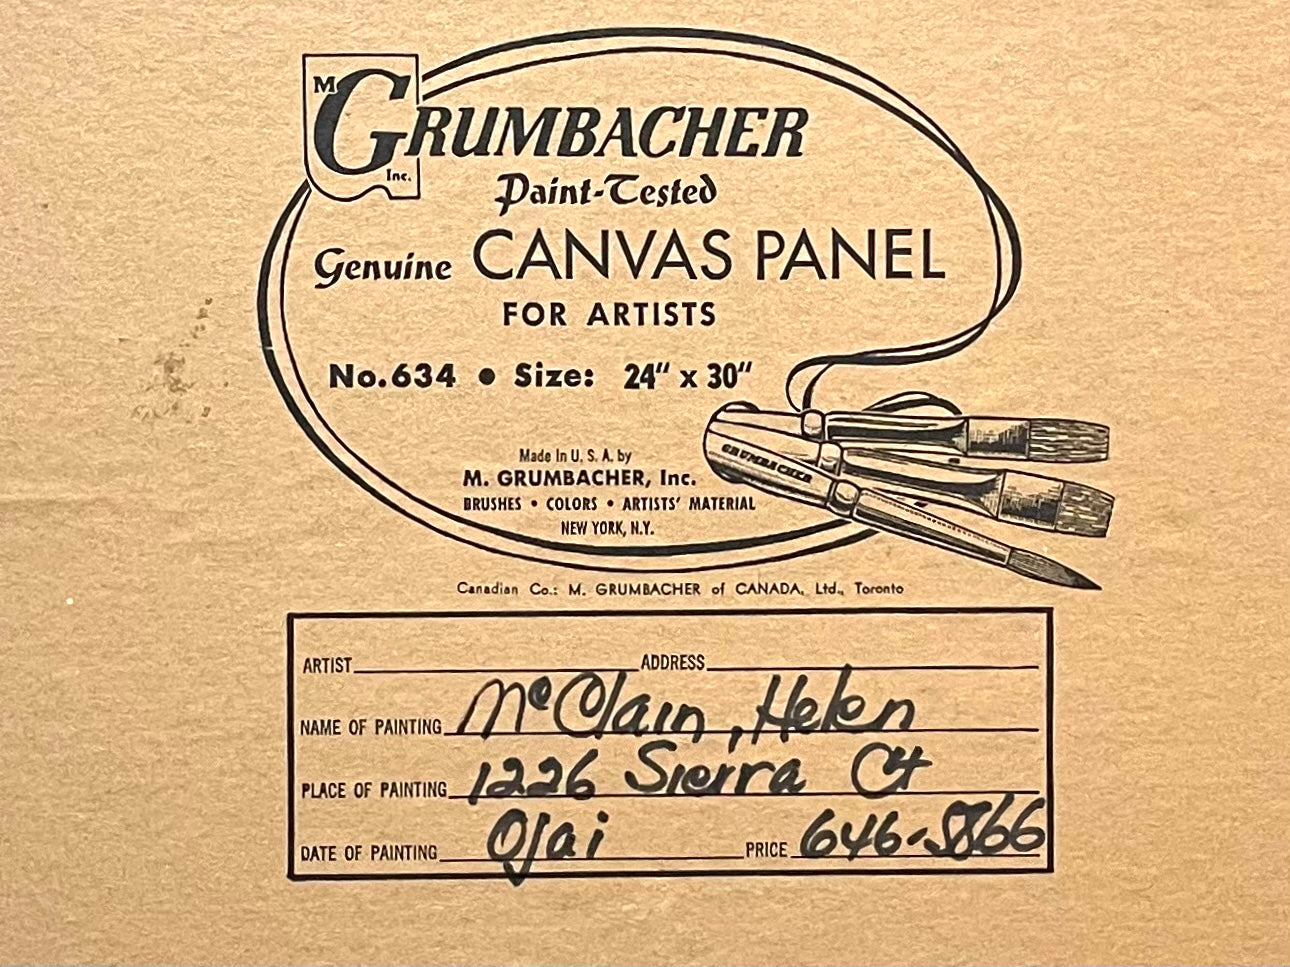 M GRUMBACHER Inc.
Paint-Tested
Genuine CANVAS PANEL
FOR ARTISTS
No. 634 • Size: 24" x 30"
Made In U. S. A. by
M. GRUMBACHER, Inc.
BRUSHES • COLORS • ARTISTS' MATERIAL
NEW YORK, N.Y.
GRUMBACHER
Canadian Co.: M. GRUMBACHER of CANADA, Ltd., Toronto
ARTIST ADDRESS
NAME OF PAINTING McClain, Helen
PLACE OF PAINTING 1226 Sierra Ct
DATE OF PAINTING Ojai PRICE 646-5866